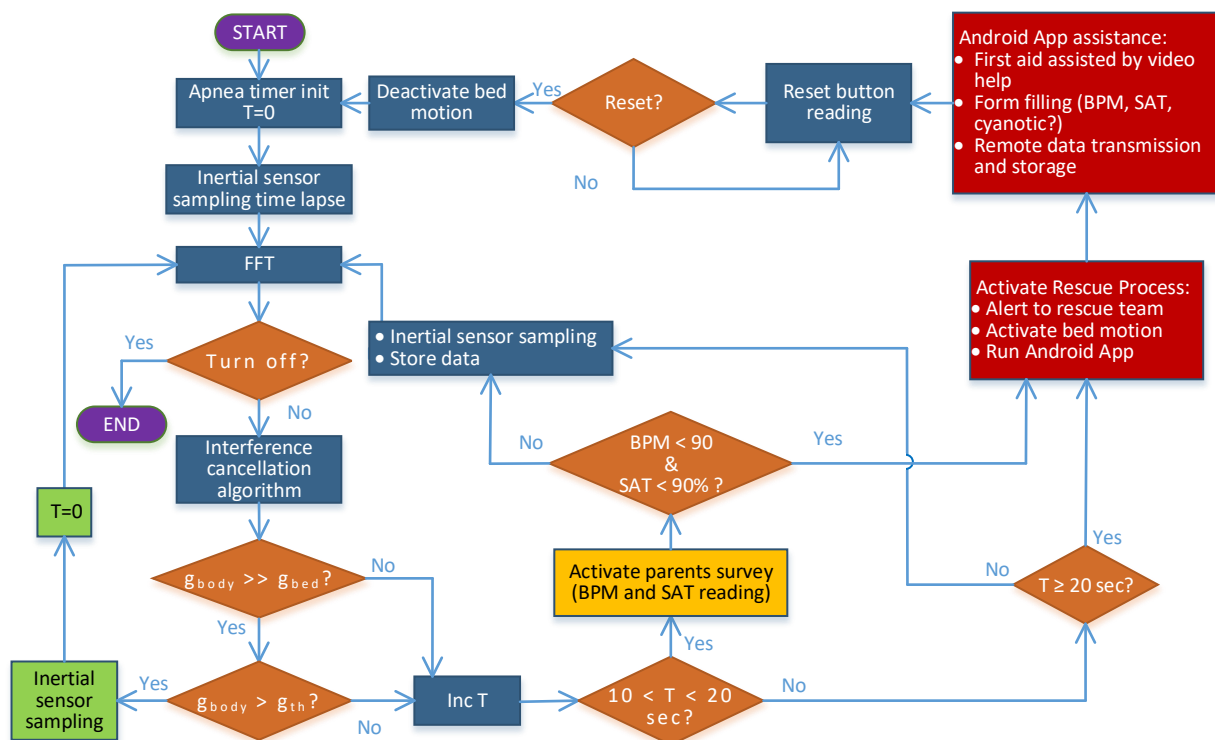 START
Apnea timer init
T=0
Deactivate bed
motion
Yes
Reset?
No
Reset button
reading
Android App assistance:
• First aid assisted by video
help
• Form filling (BPM, SAT,
cyanotic?)
• Remote data transmission
and storage
Inertial sensor
sampling time lapse
FFT
• Inertial sensor sampling
• Store data
Activate Rescue Process:
• Alert to rescue team
• Activate bed motion
• Run Android App
Yes
Turn off?
No
END
Interference
cancellation
algorithm
No
BPM < 90
&
SAT < 90% ?
Yes
T=0
Activate parents survey
(BPM and SAT reading)
g body >> g bed?
No
Yes
No
T ≥ 20 sec?
Yes
Inertial
sensor
sampling
Yes
g body > g th?
No
Inc T
10 < T < 20
sec?
Yes
No